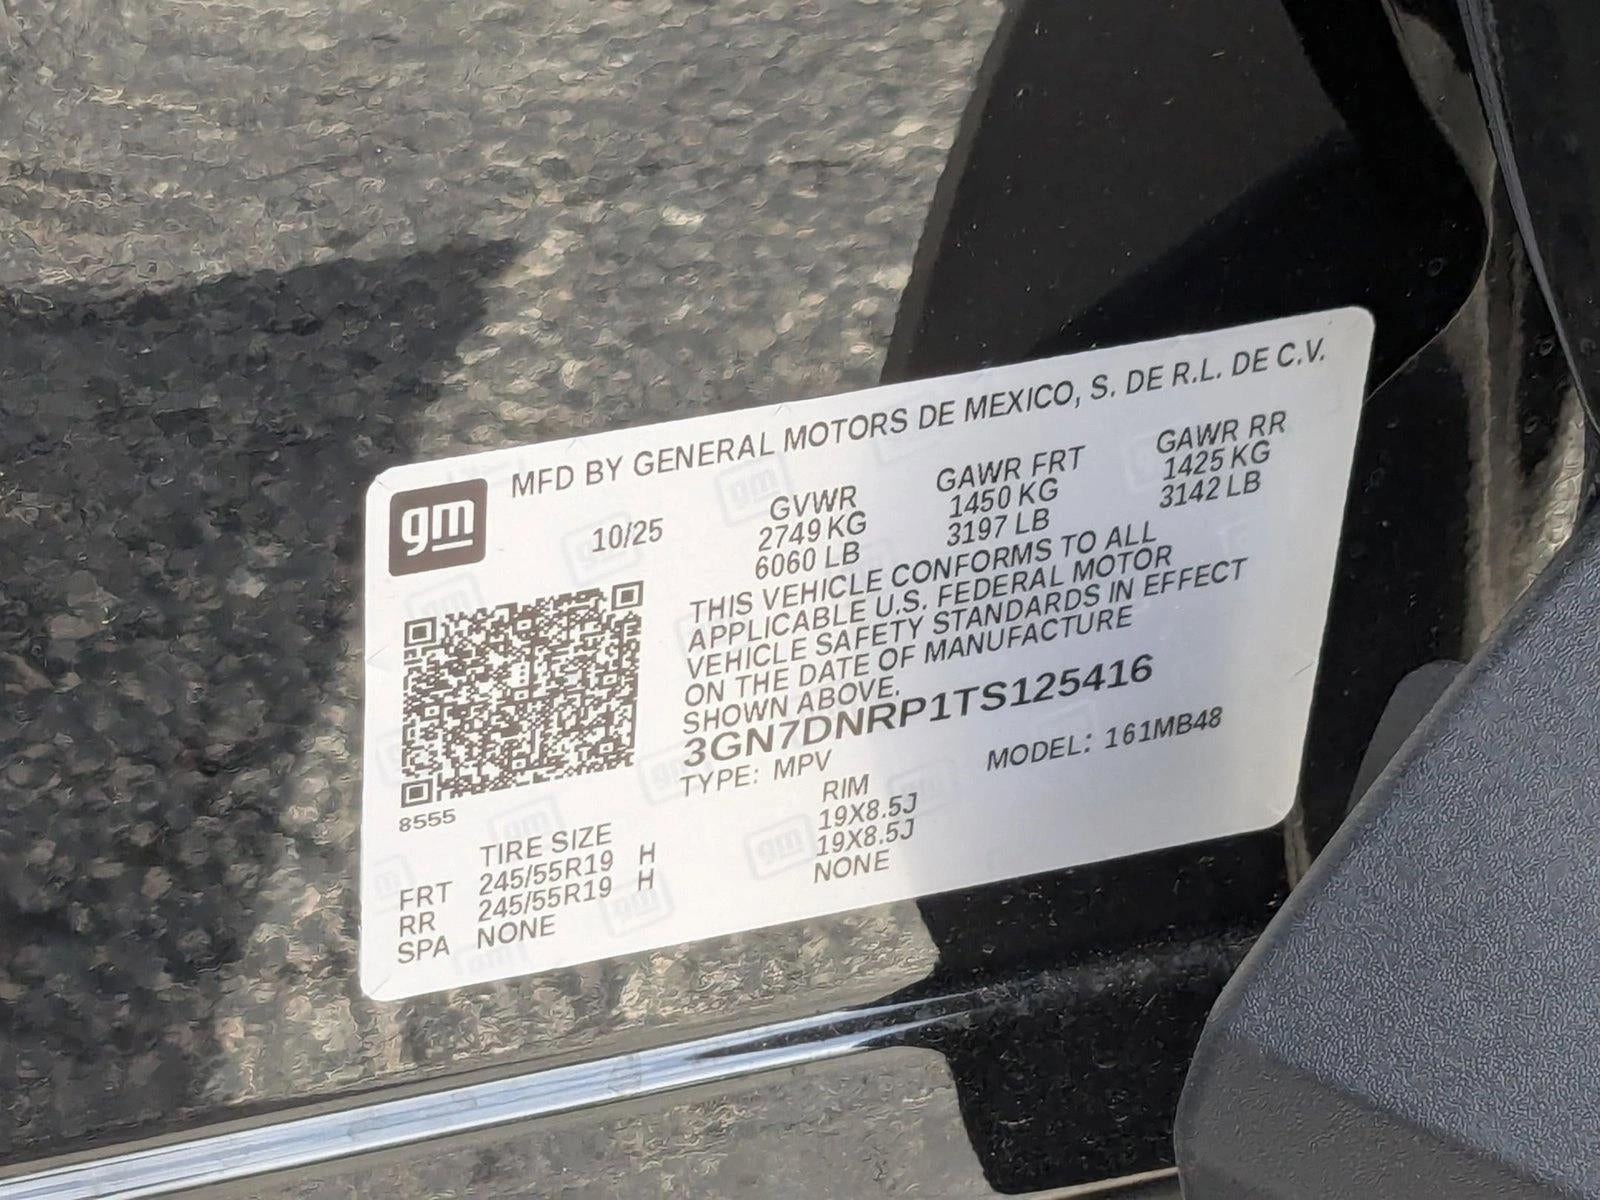 gm
MFD BY GENERAL MOTORS DE MEXICO, S. DE R.L. DE C.V.
10/25
GVWR GAWR FRT GAWR RR
2749 KG 1450 KG 1425 KG
6060 LB 3197 LB 3142 LB
THIS VEHICLE CONFORMS TO ALL
APPLICABLE U.S. FEDERAL MOTOR
VEHICLE SAFETY STANDARDS IN EFFECT
ON THE DATE OF MANUFACTURE
SHOWN ABOVE.
3GN7DNRP1TS125416
TYPE: MPV MODEL: 161MB48
8555
TIRE SIZE RIM
FRT 245/55R19 H 19X8.5J
RR 245/55R19 H 19X8.5J
SPA NONE NONE